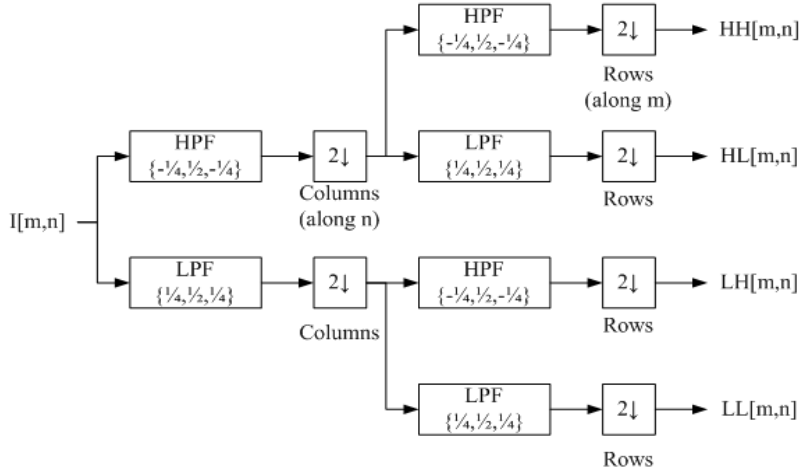 HPF
{-¼,½,-¼}
2↓
HH[m,n]
Rows
(along m)
HPF
{-¼,½,-¼}
2↓
Columns
(along n)
LPF
{¼,½,¼}
2↓
HL[m,n]
Rows
I[m,n]
LPF
{¼,½,¼}
2↓
Columns
HPF
{-¼,½,-¼}
2↓
LH[m,n]
Rows
LPF
{¼,½,¼}
2↓
LL[m,n]
Rows